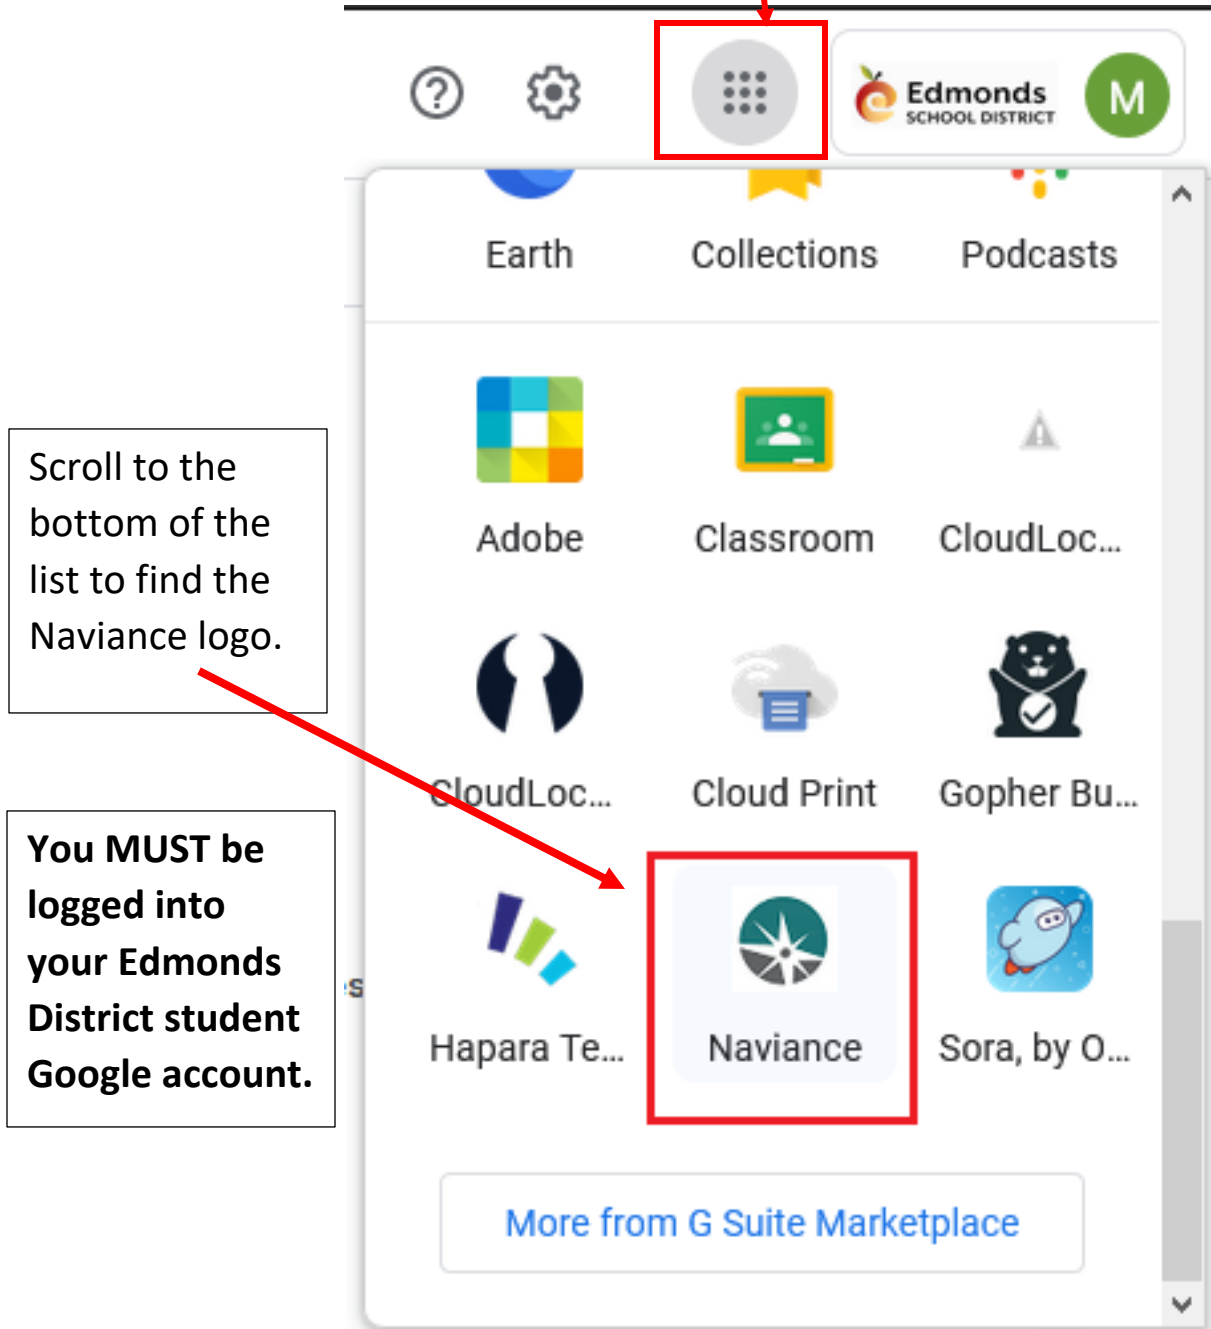 Edmonds
SCHOOL DISTRICT
M
Earth
Collections
Podcasts
Scroll to the
bottom of the
list to find the
Naviance logo.
Adobe
Classroom
CloudLoc...
CloudLoc...
Cloud Print
Gopher Bu...
You MUST be
logged into
your Edmonds
District student
Google account.
es
Hapara Te...
Naviance
Sora, by O...
More from G Suite Marketplace